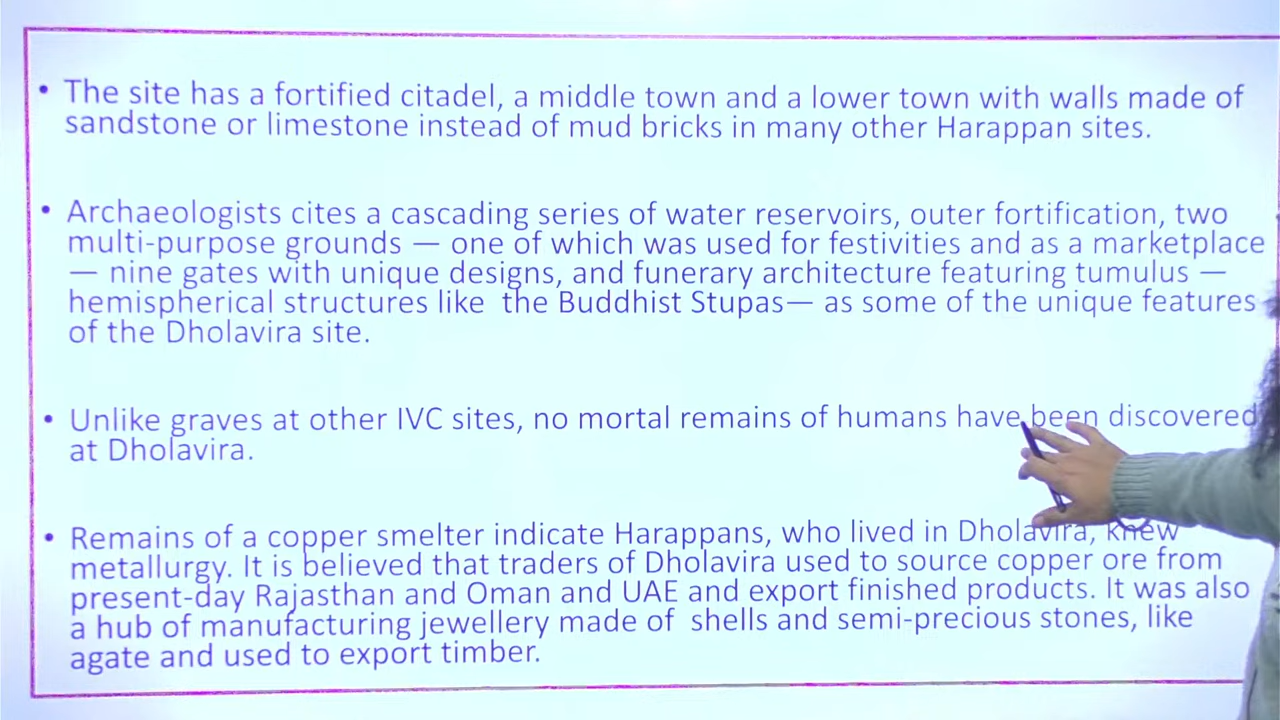 • The site has a fortified citadel, a middle town and a lower town with walls made of
sandstone or limestone instead of mud bricks in many other Harappan sites.
• Archaeologists cites a cascading series of water reservoirs, outer fortification, two
multi-purpose grounds — one of which was used for festivities and as a marketplace
— nine gates with unique designs, and funerary architecture featuring tumulus —
hemispherical structures like the Buddhist Stupas— as some of the unique features
of the Dholavira site.
• Unlike graves at other IVC sites, no mortal remains of humans have been discovered
at Dholavira.
• Remains of a copper smelter indicate Harappans, who lived in Dholavira, knew
metallurgy. It is believed that traders of Dholavira used to source copper ore from
present-day Rajasthan and Oman and UAE and export finished products. It was also
a hub of manufacturing jewellery made of shells and semi-precious stones, like
agate and used to export timber.